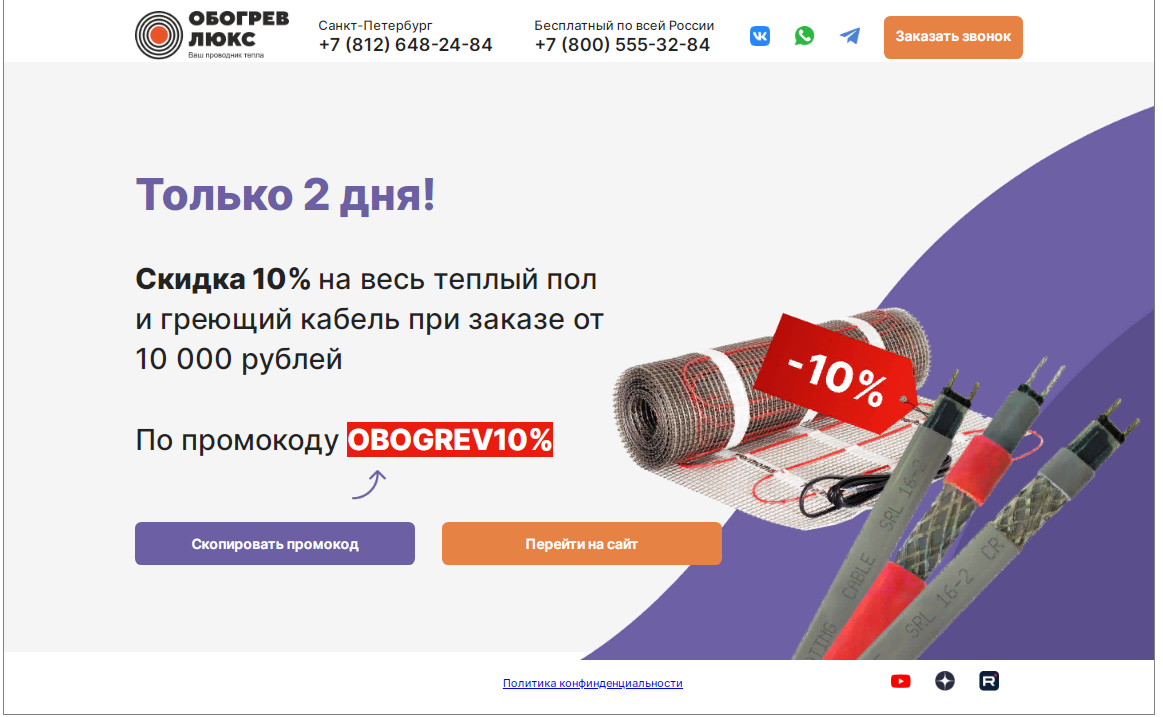 ОБОГРЕВ
ЛЮКС
Ваш проводник тепла
Санкт-Петербург
+7 (812) 648-24-84
Бесплатный по всей России
+7 (800) 555-32-84
Заказать звонок
Только 2 дня!
Скидка 10% на весь теплый пол
и греющий кабель при заказе от
10 000 рублей
-10%
По промокоду OBOGREV10%
SRL 16-2
CABLE
SRL 16-2 CR
Скопировать промокод
Перейти на сайт
Политика конфинденциальности